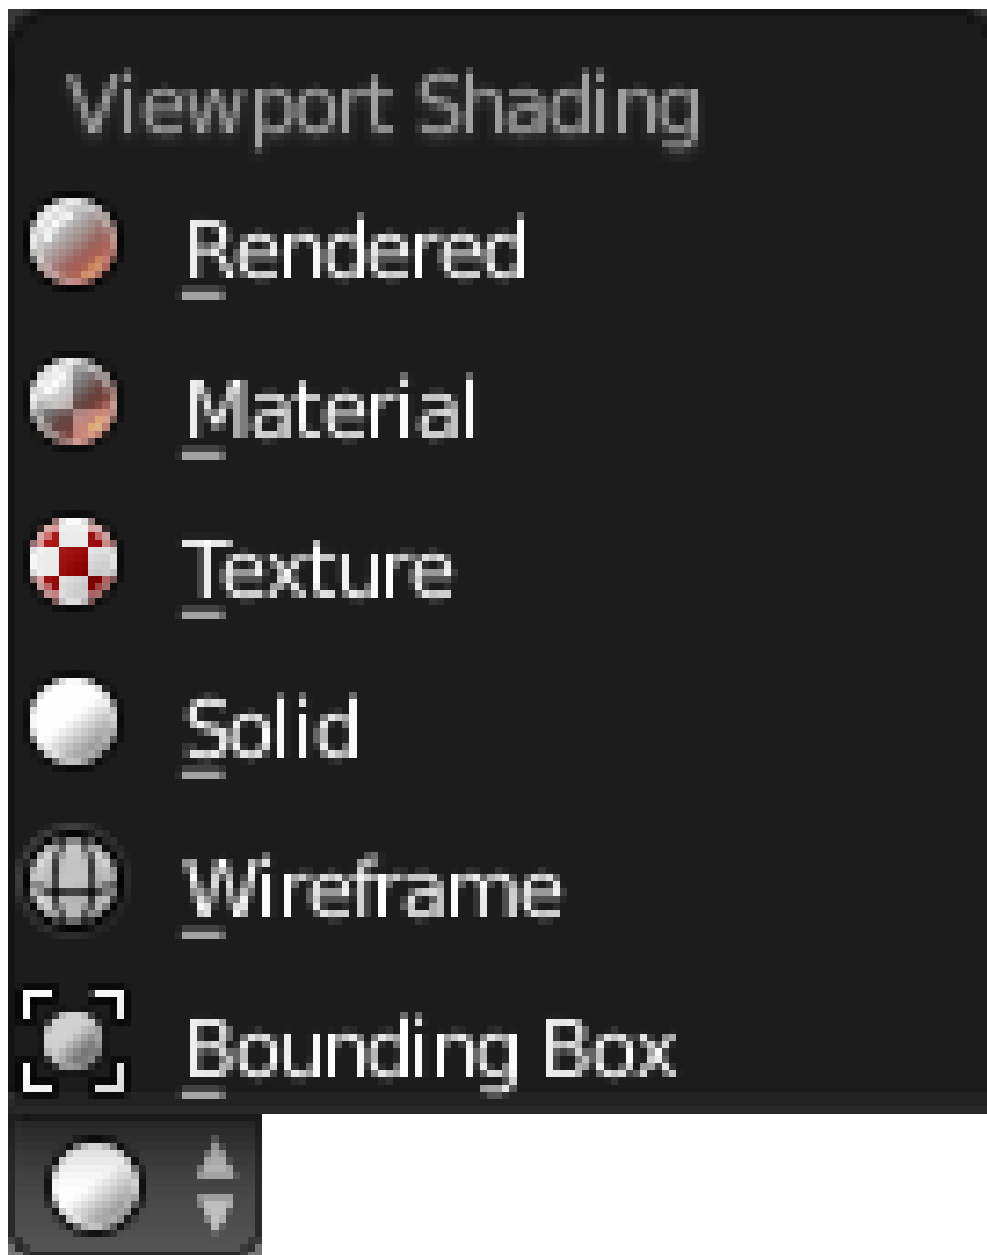 Viewport Shading
Rendered
Material
Texture
Solid
Wireframe
Bounding Box